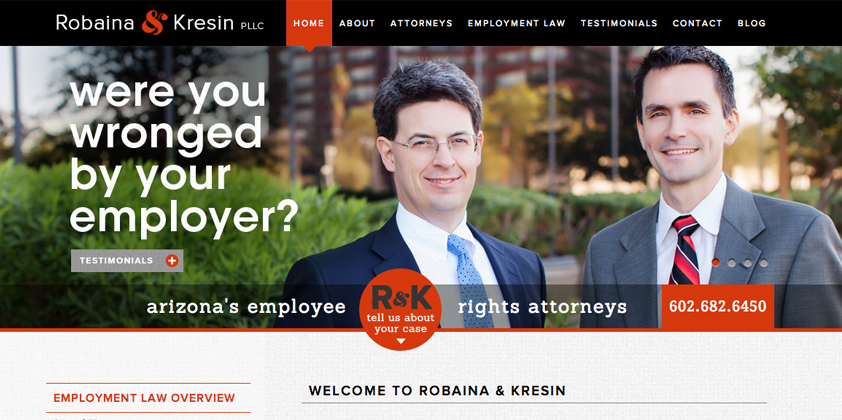 Robaina & Kresin PLLC
HOME ABOUT ATTORNEYS EMPLOYMENT LAW TESTIMONIALS CONTACT BLOG
were you
wronged
by your
employer?
TESTIMONIALS +
arizona's employee
R&K
tell us about
your case
rights attorneys
602.682.6450
EMPLOYMENT LAW OVERVIEW
WELCOME TO ROBAINA & KRESIN